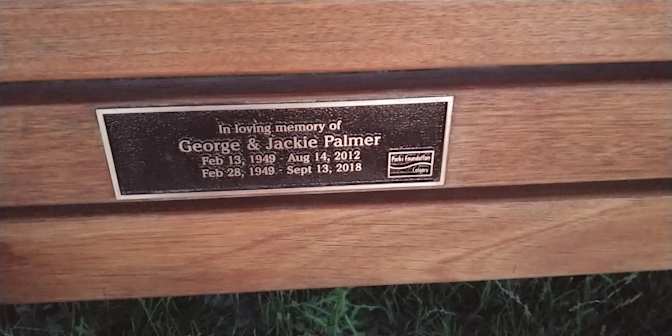 In loving memory of
George & Jackie Palmer
Feb 13, 1949 - Aug 14, 2012
Feb 28, 1949 - Sept 13, 2018
Parks Foundation
Calgary